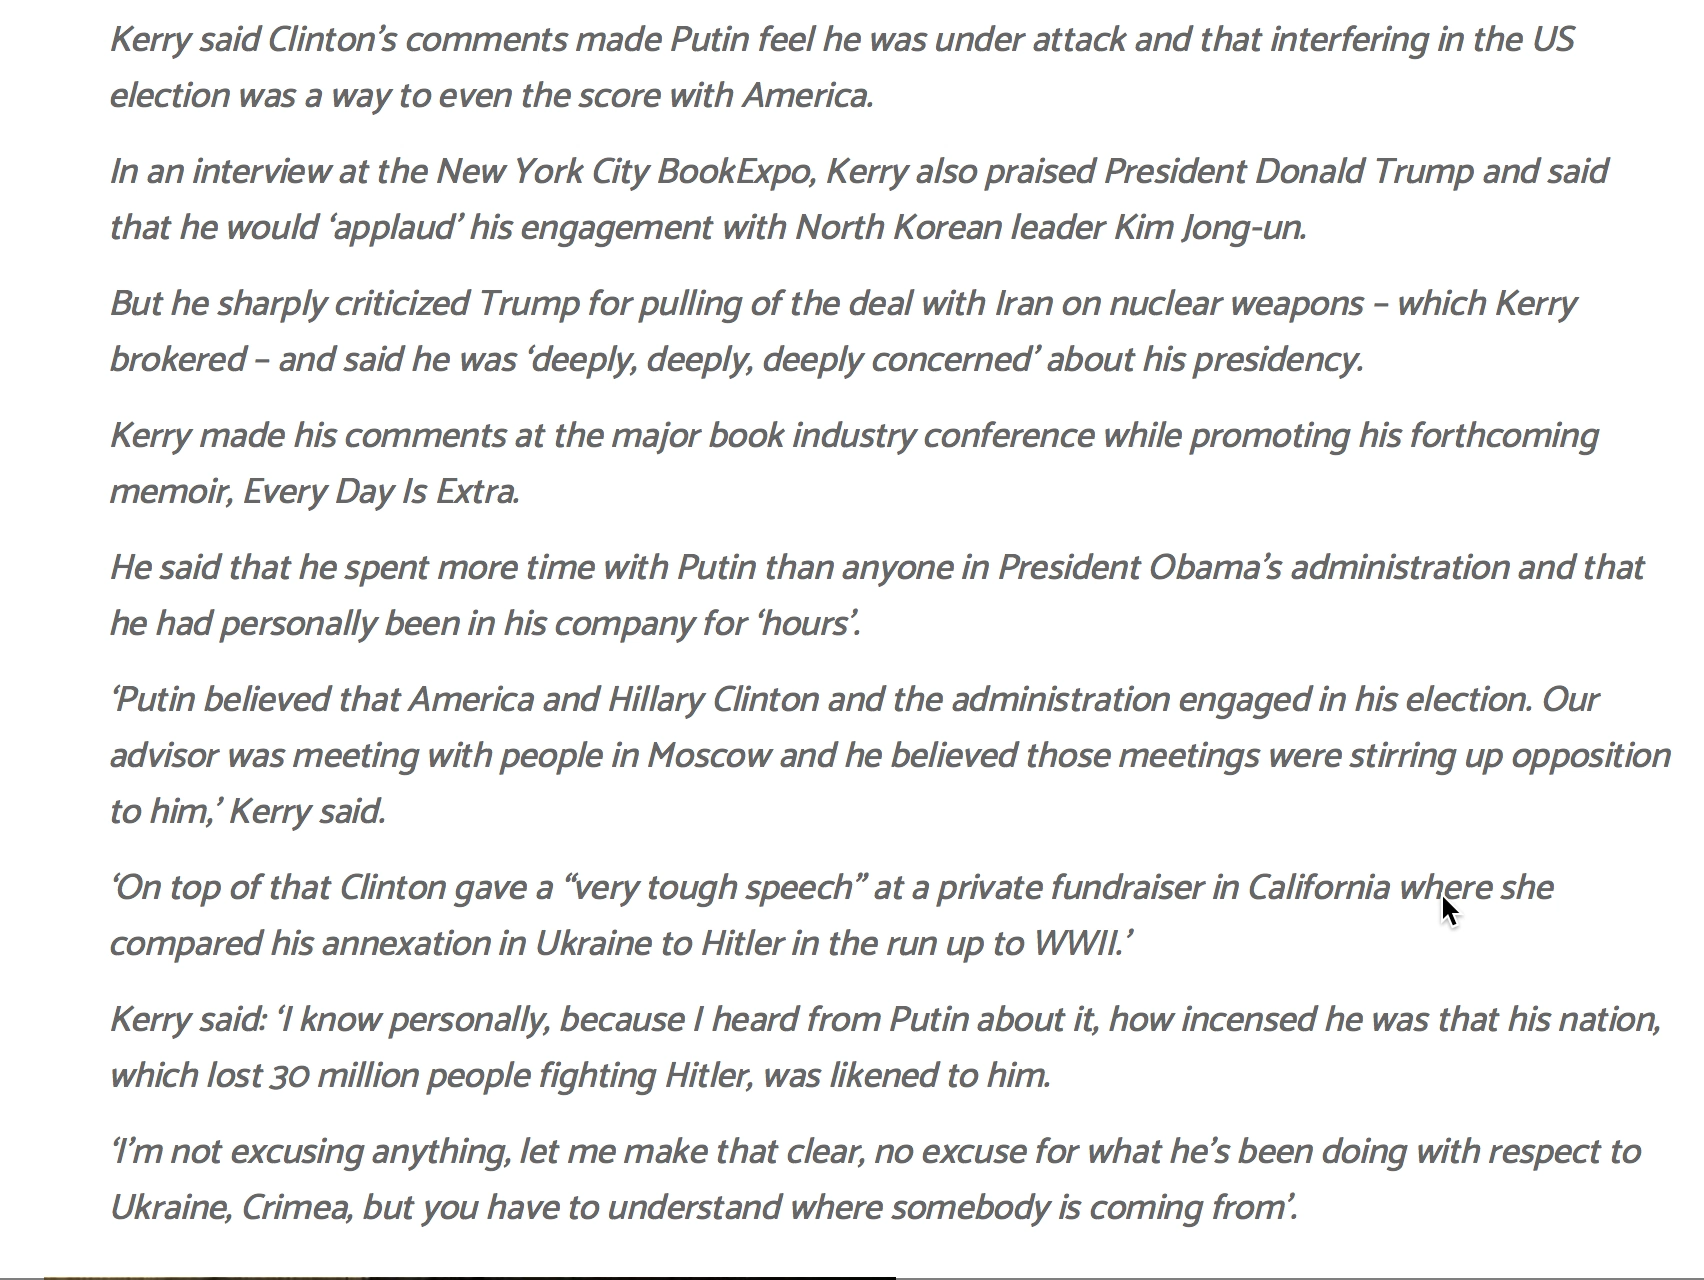 Kerry said Clinton’s comments made Putin feel he was under attack and that interfering in the US
election was a way to even the score with America.
In an interview at the New York City BookExpo, Kerry also praised President Donald Trump and said
that he would ‘applaud’ his engagement with North Korean leader Kim Jong-un.
But he sharply criticized Trump for pulling of the deal with Iran on nuclear weapons – which Kerry
brokered – and said he was ‘deeply, deeply, deeply concerned’ about his presidency.
Kerry made his comments at the major book industry conference while promoting his forthcoming
memoir, Every Day Is Extra.
He said that he spent more time with Putin than anyone in President Obama’s administration and that
he had personally been in his company for ‘hours’.
‘Putin believed that America and Hillary Clinton and the administration engaged in his election. Our
advisor was meeting with people in Moscow and he believed those meetings were stirring up opposition
to him,’ Kerry said.
‘On top of that Clinton gave a “very tough speech” at a private fundraiser in California where she
compared his annexation in Ukraine to Hitler in the run up to WWII.’
Kerry said: ‘I know personally, because I heard from Putin about it, how incensed he was that his nation,
which lost 30 million people fighting Hitler, was likened to him.
‘I’m not excusing anything, let me make that clear, no excuse for what he’s been doing with respect to
Ukraine, Crimea, but you have to understand where somebody is coming from’.